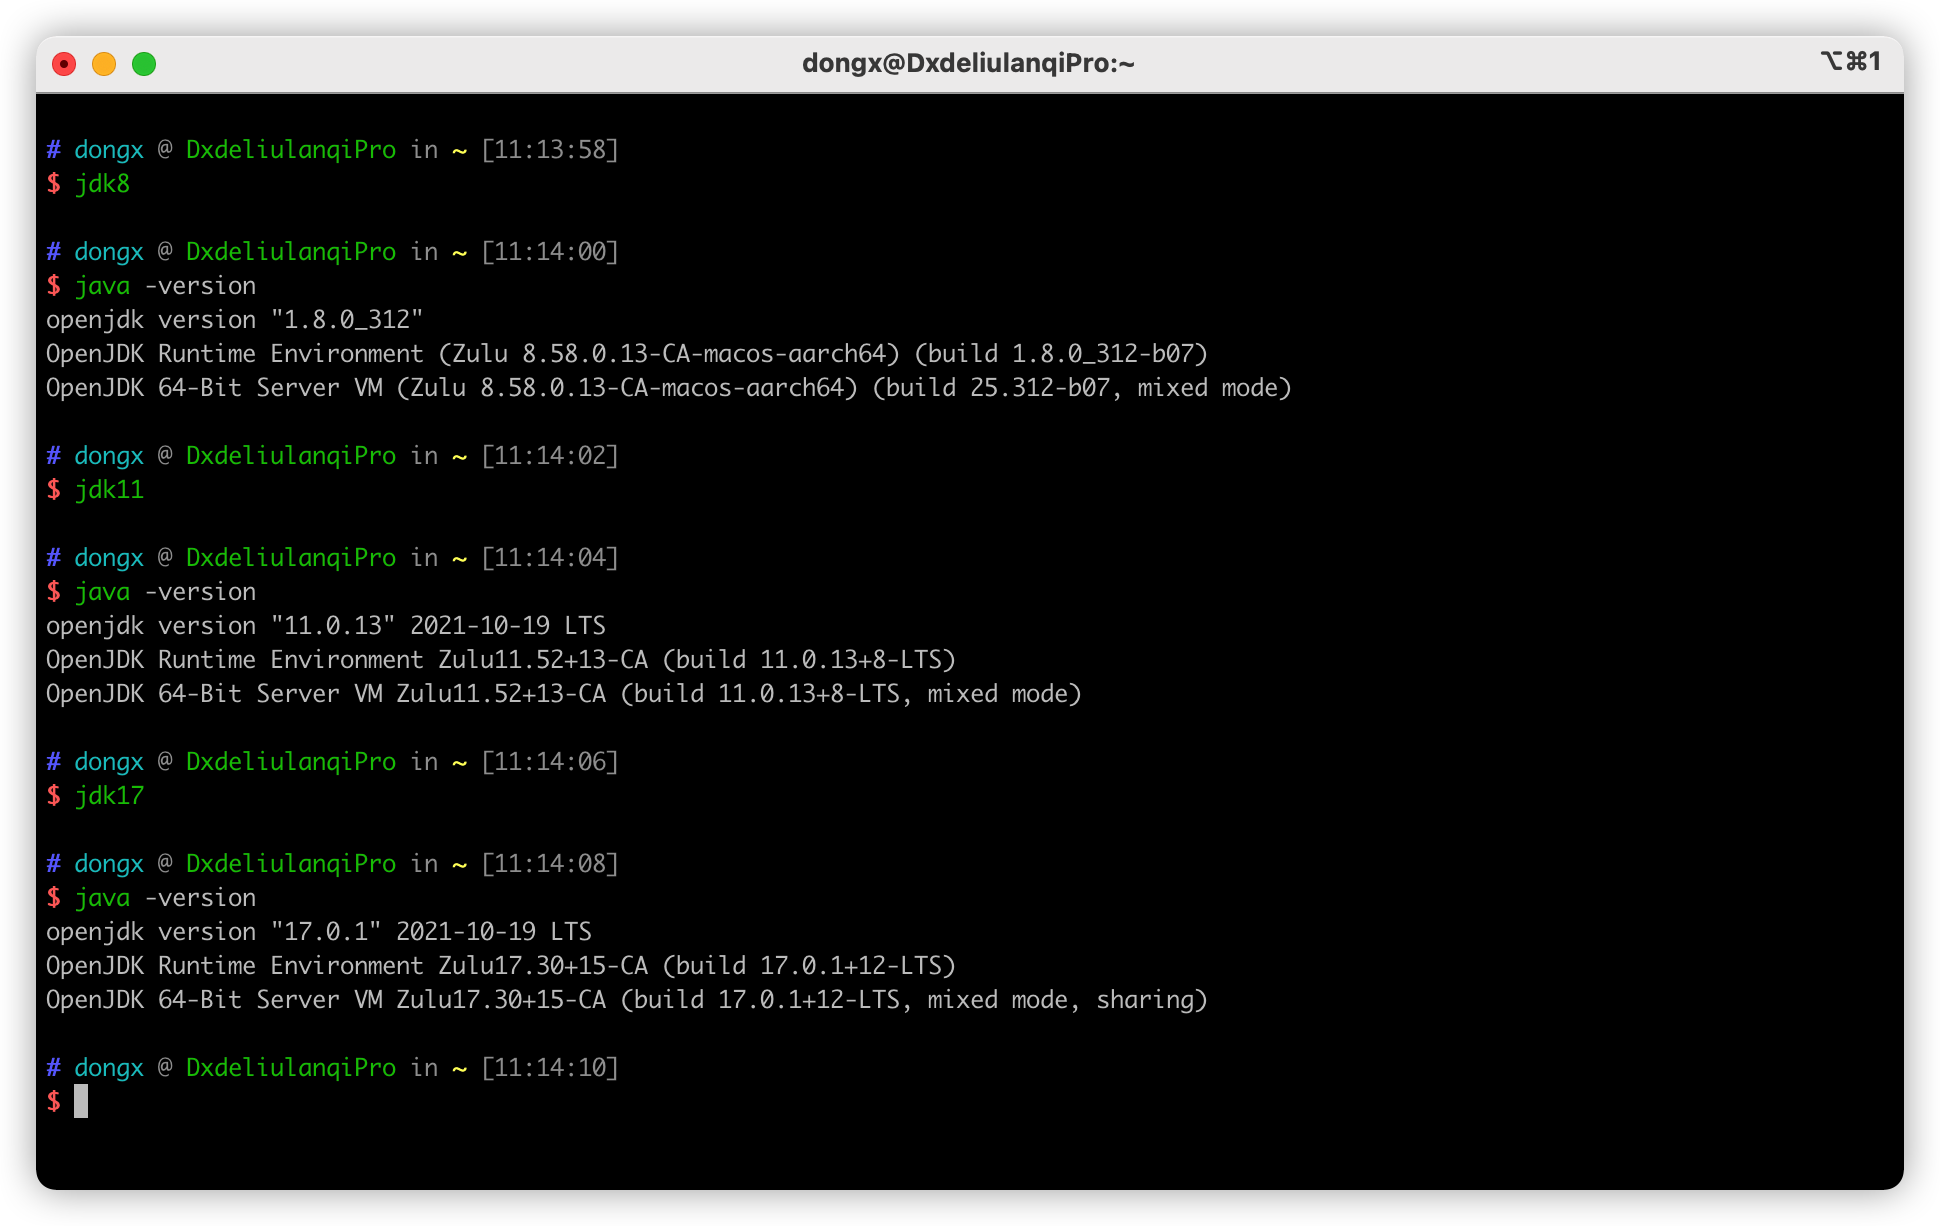 dongx@DxdeliulanqiPro:~
⌥⌘1
# dongx @ DxdeliulanqiPro in ~ [11:13:58]
$ jdk8
# dongx @ DxdeliulanqiPro in ~ [11:14:00]
$ java -version
openjdk version "1.8.0_312"
OpenJDK Runtime Environment (Zulu 8.58.0.13-CA-macos-aarch64) (build 1.8.0_312-b07)
OpenJDK 64-Bit Server VM (Zulu 8.58.0.13-CA-macos-aarch64) (build 25.312-b07, mixed mode)
# dongx @ DxdeliulanqiPro in ~ [11:14:02]
$ jdk11
# dongx @ DxdeliulanqiPro in ~ [11:14:04]
$ java -version
openjdk version "11.0.13" 2021-10-19 LTS
OpenJDK Runtime Environment Zulu11.52+13-CA (build 11.0.13+8-LTS)
OpenJDK 64-Bit Server VM Zulu11.52+13-CA (build 11.0.13+8-LTS, mixed mode)
# dongx @ DxdeliulanqiPro in ~ [11:14:06]
$ jdk17
# dongx @ DxdeliulanqiPro in ~ [11:14:08]
$ java -version
openjdk version "17.0.1" 2021-10-19 LTS
OpenJDK Runtime Environment Zulu17.30+15-CA (build 17.0.1+12-LTS)
OpenJDK 64-Bit Server VM Zulu17.30+15-CA (build 17.0.1+12-LTS, mixed mode, sharing)
# dongx @ DxdeliulanqiPro in ~ [11:14:10]
$